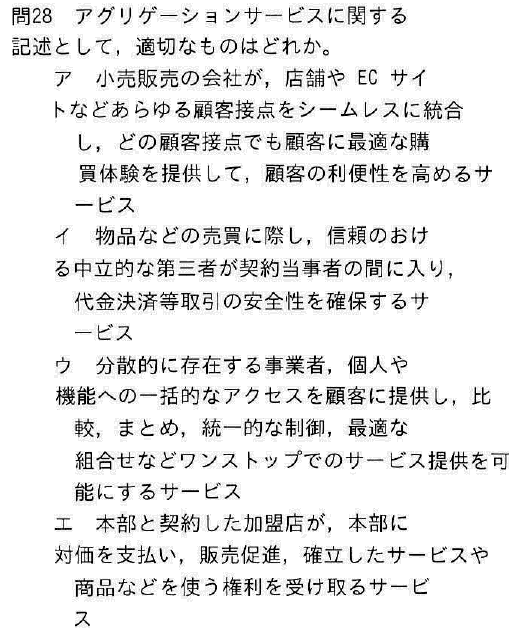 問28 アグリゲーションサービスに関する
記述として，適切なものはどれか。
ア 小売販売の会社が，店舗や EC サイ
トなどあらゆる顧客接点をシームレスに統合
し，どの顧客接点でも顧客に最適な購
買体験を提供して，顧客の利便性を高めるサ
ービス
イ 物品などの売買に際し，信頼のおけ
る中立的な第三者が契約当事者の間に入り，
代金決済等取引の安全性を確保するサ
ービス
ウ 分散的に存在する事業者，個人や
機能への一括的なアクセスを顧客に提供し，比
較，まとめ，統一的な制御，最適な
組合せなどワンストップでのサービス提供を可
能にするサービス
エ 本部と契約した加盟店が，本部に
対価を支払い，販売促進，確立したサービスや
商品などを使う権利を受け取るサービ
ス